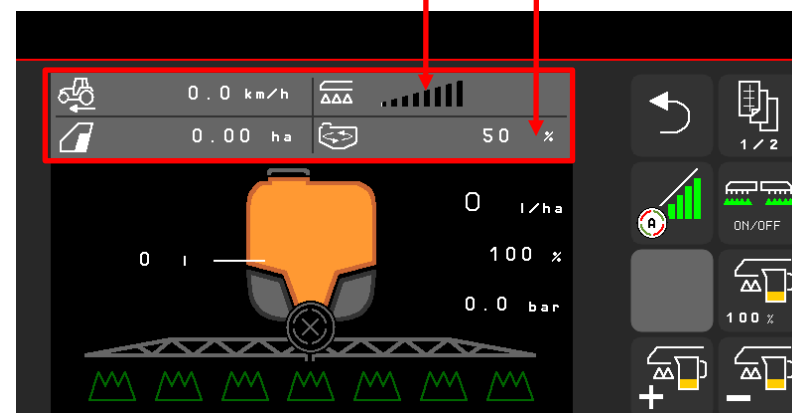 0.0 km/h
0.00 ha
50 %
1/2
0 l/ha
A
ON/OFF
0 l
100 %
0.0 bar
100 %
+
−